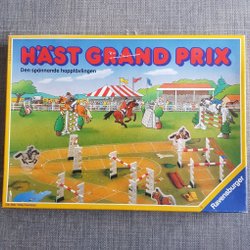 HÄST GRAND PRIX
Den spännande hopptävlingen
Ravensburger